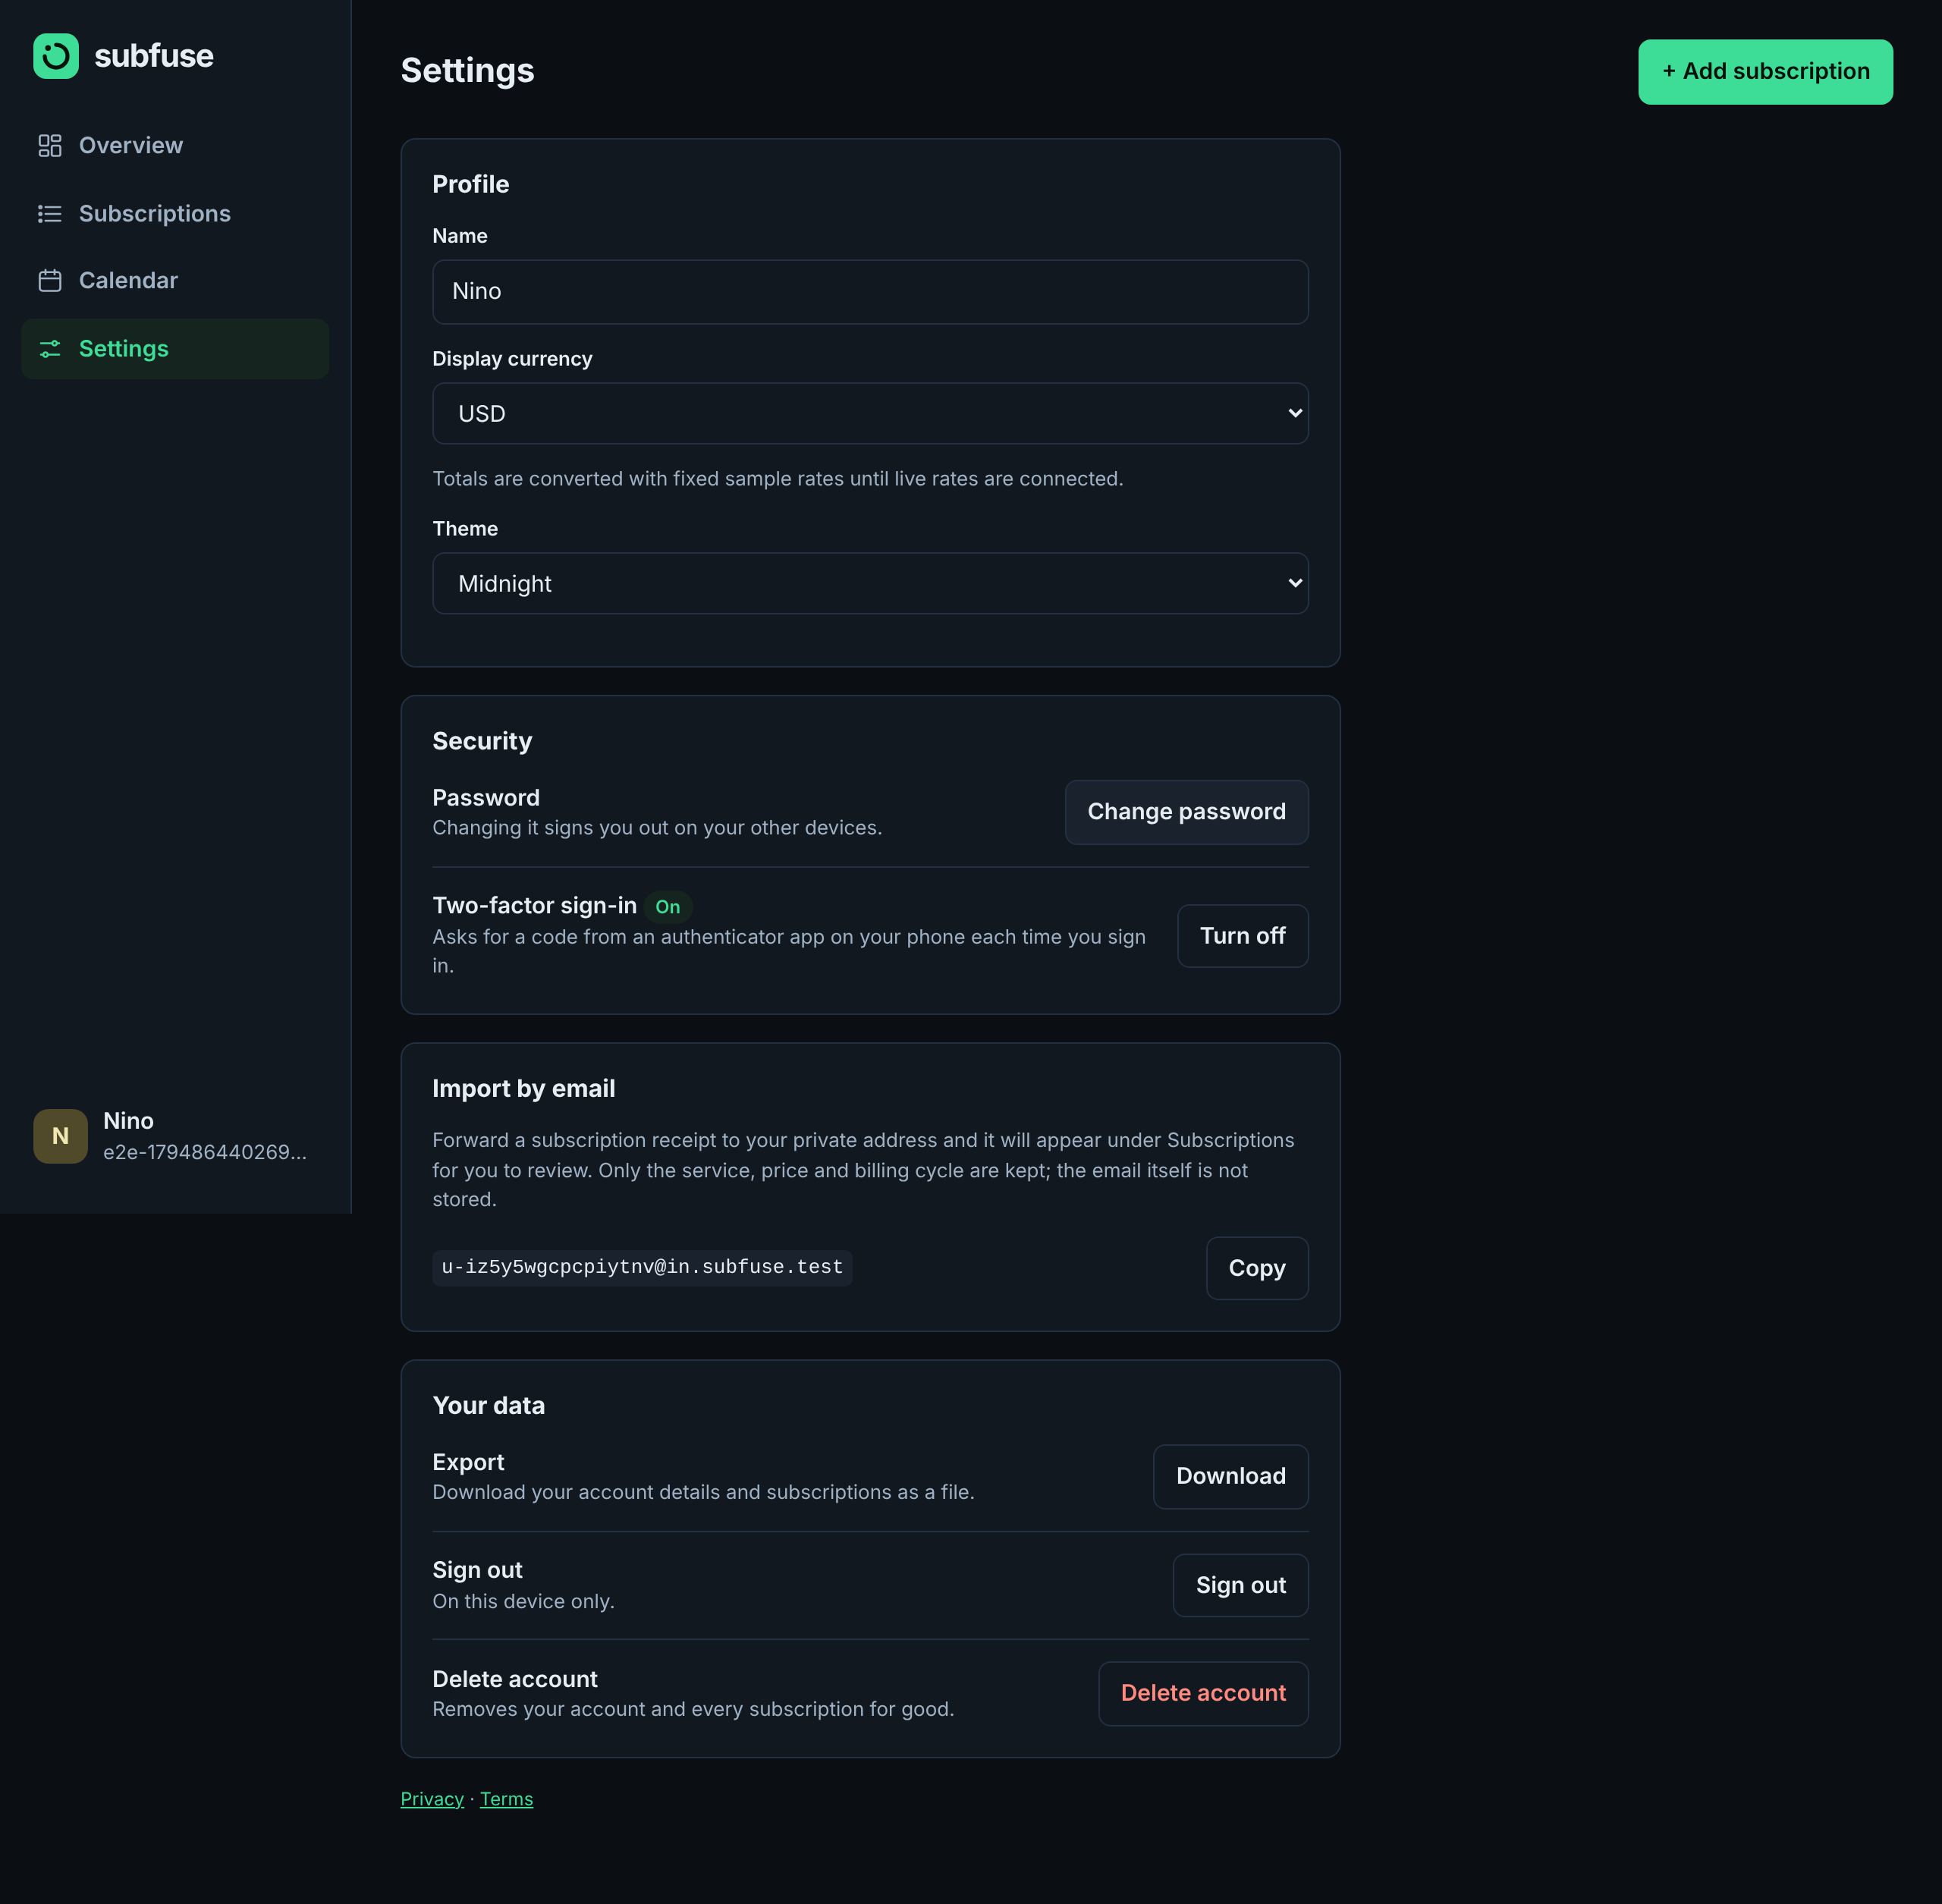 subfuse
Overview
Subscriptions
Calendar
Settings
N
Nino
e2e-179486440269...
Settings
+ Add subscription
Profile
Name
Nino
Display currency
USD
Totals are converted with fixed sample rates until live rates are connected.
Theme
Midnight
Security
Password
Changing it signs you out on your other devices.
Change password
Two-factor sign-in On
Asks for a code from an authenticator app on your phone each time you sign
in.
Turn off
Import by email
Forward a subscription receipt to your private address and it will appear under Subscriptions
for you to review. Only the service, price and billing cycle are kept; the email itself is not
stored.
u-iz5y5wgcpcpiytnv@in.subfuse.test
Copy
Your data
Export
Download your account details and subscriptions as a file.
Download
Sign out
On this device only.
Sign out
Delete account
Removes your account and every subscription for good.
Delete account
Privacy · Terms